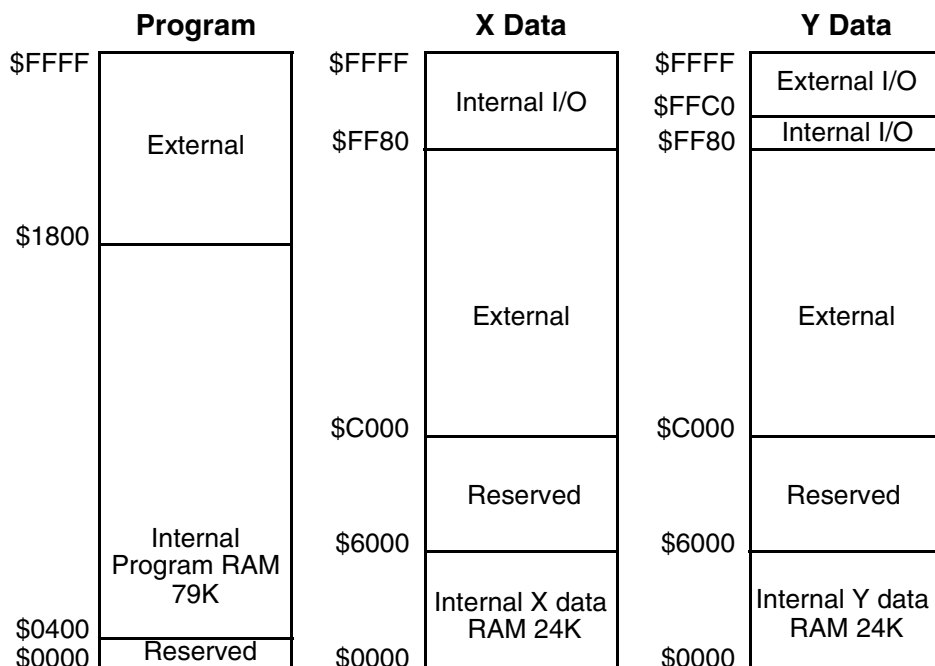 Program
$FFFF
External
$1800
Internal
Program RAM
79K
$0400
Reserved
$0000
X Data
$FFFF
Internal I/O
$FF80
External
$C000
Reserved
$6000
Internal X data
RAM 24K
$0000
Y Data
$FFFF
External I/O
$FFC0
Internal I/O
$FF80
External
$C000
Reserved
$6000
Internal Y data
RAM 24K
$0000